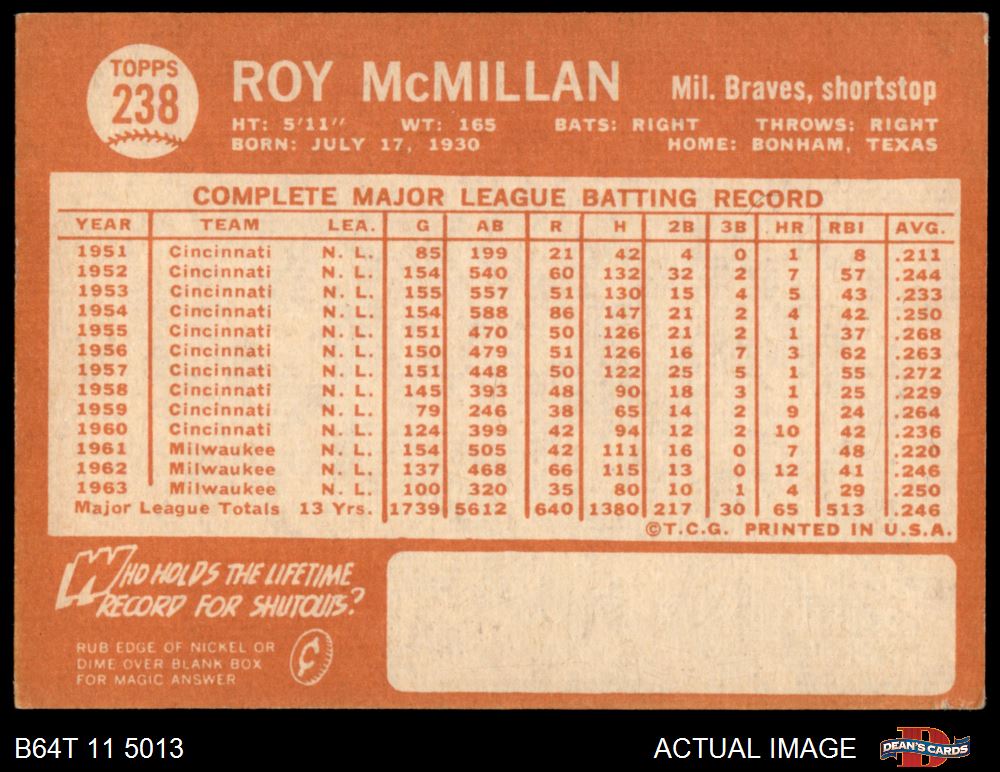 TOPPS
238
ROY McMILLAN Mil. Braves, shortstop
HT: 5'11" WT: 165 BATS: RIGHT THROWS: RIGHT
BORN: JULY 17, 1930 HOME: BONHAM, TEXAS
COMPLETE MAJOR LEAGUE BATTING RECORD
YEAR TEAM LEA. G AB R H 2B 3B HR RBI AVG.
1951 Cincinnati N. L. 85 199 21 42 4 0 1 8 .211
1952 Cincinnati N. L. 154 540 60 132 32 2 7 57 .244
1953 Cincinnati N. L. 155 557 51 130 15 4 5 43 .233
1954 Cincinnati N. L. 154 588 86 147 21 2 4 42 .250
1955 Cincinnati N. L. 151 470 50 126 21 2 1 37 .268
1956 Cincinnati N. L. 150 479 51 126 16 7 3 62 .263
1957 Cincinnati N. L. 151 448 50 122 25 5 1 55 .272
1958 Cincinnati N. L. 145 393 48 90 18 3 1 25 .229
1959 Cincinnati N. L. 79 246 38 65 14 2 9 24 .264
1960 Cincinnati N. L. 124 399 42 94 12 2 10 42 .236
1961 Milwaukee N. L. 154 505 42 111 16 0 7 48 .220
1962 Milwaukee N. L. 137 468 66 115 13 0 12 41 .246
1963 Milwaukee N. L. 100 320 35 80 10 1 4 29 .250
Major League Totals 13 Yrs. 1739 5612 640 1380 217 30 65 513 .246
©T.C.G. PRINTED IN U.S.A.
WHO HOLDS THE LIFETIME
RECORD FOR SHUTOUTS?
RUB EDGE OF NICKEL OR
DIME OVER BLANK BOX
FOR MAGIC ANSWER
¢
B64T 11 5013 ACTUAL IMAGE DEAN'S CARDS